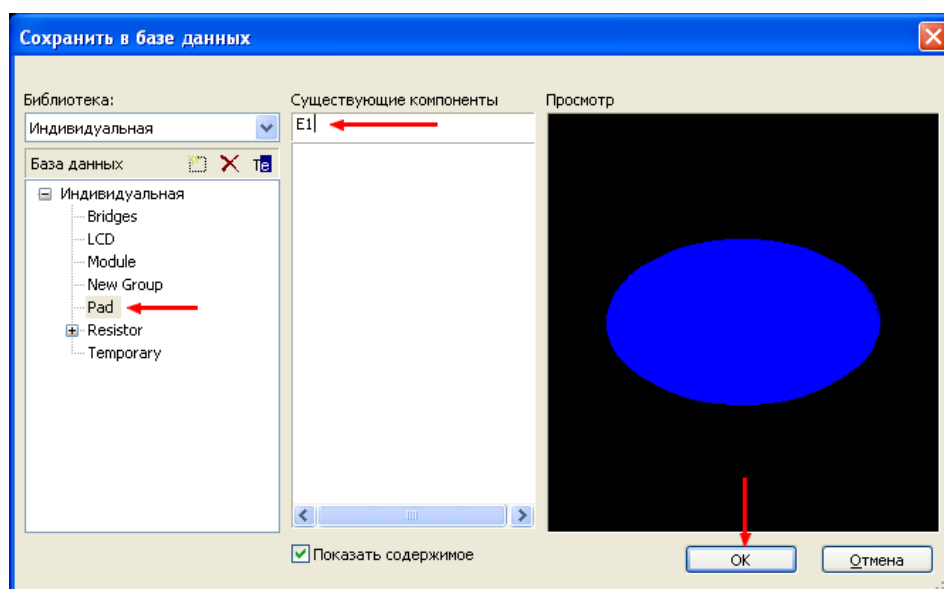 Сохранить в базе данных
Библиотека: Существующие компоненты Просмотр
Индивидуальная E1
База данных Te
Индивидуальная
Bridges
LCD
Module
New Group
Pad
Resistor
Temporary
Показать содержимое OK Отмена